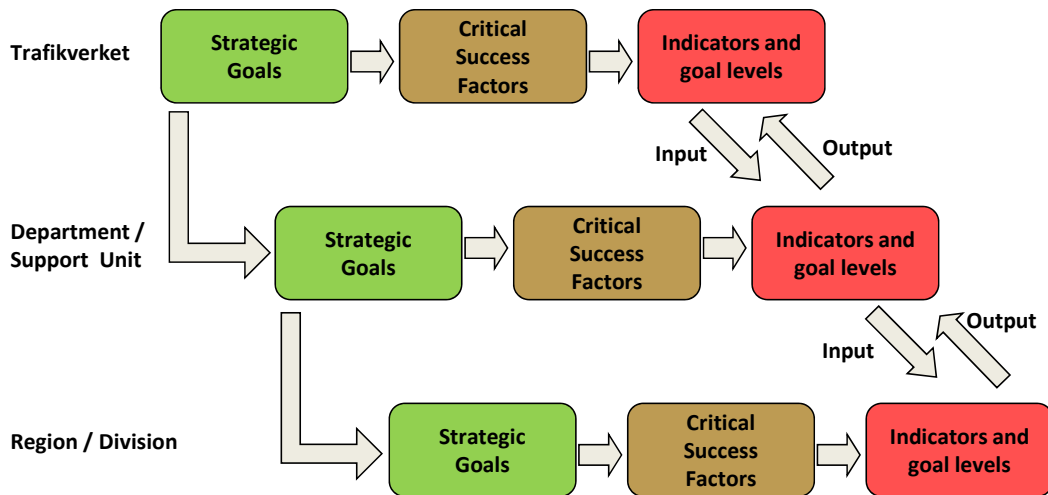 Trafikverket
Strategic
Goals
Critical
Success
Factors
Indicators and
goal levels
Input
Output
Department /
Support Unit
Strategic
Goals
Critical
Success
Factors
Indicators and
goal levels
Input
Output
Region / Division
Strategic
Goals
Critical
Success
Factors
Indicators and
goal levels